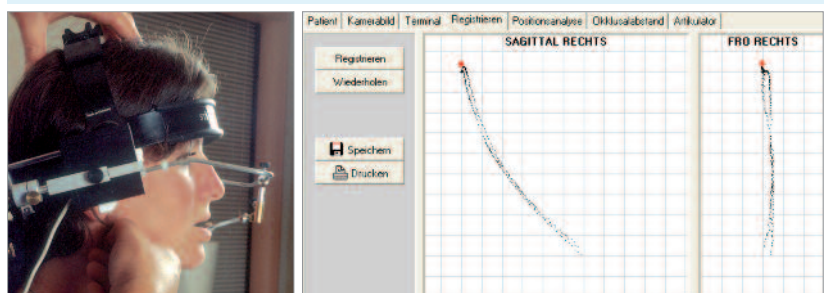 Patient Kamerabild Terminal Registrieren Positionsanalyse Okklusalabstand Artikulator
SAGITTAL RECHTS FRO RECHTS
Registrieren
Wiederholen
Speichern
Drucken